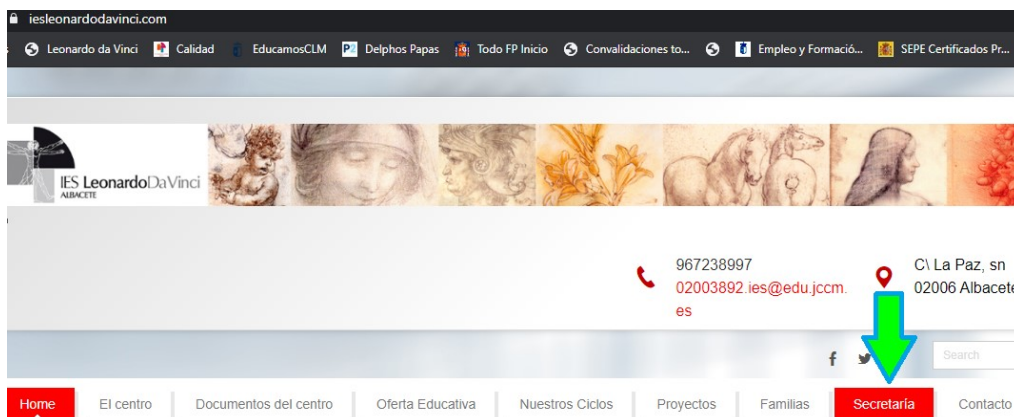 iesleonardodavinci.com
Leonardo da Vinci Calidad EducamosCLM P2 Delphos Papas Todo FP Inicio Convalidaciones to... Empleo y Formació... SEPE Certificados Pr...
IES LeonardoDaVinci
ALBACETE
967238997
02003892.ies@edu.jccm.
es
C\ La Paz, sn
02006 Albacete
Search
Home El centro Documentos del centro Oferta Educativa Nuestros Ciclos Proyectos Familias Secretaría Contacto